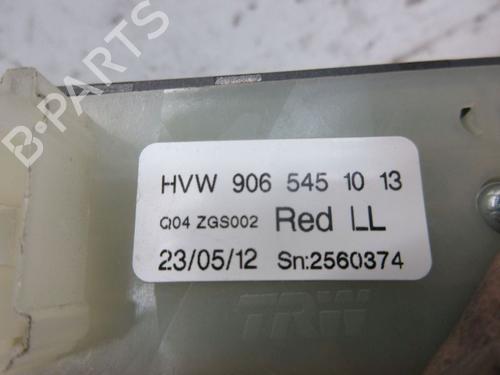 B-PARTS
HVW 906 545 10 13
Q04 ZGS002 Red LL
23/05/12 Sn:2560374
TRW